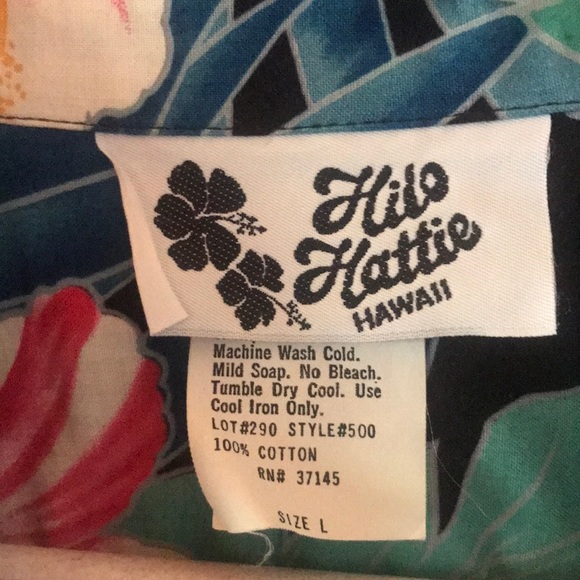 Hilo
Hattie
HAWAII
Machine Wash Cold.
Mild Soap. No Bleach.
Tumble Dry Cool. Use
Cool Iron Only.
LOT#290 STYLE#500
100% COTTON
RN# 37145
SIZE L